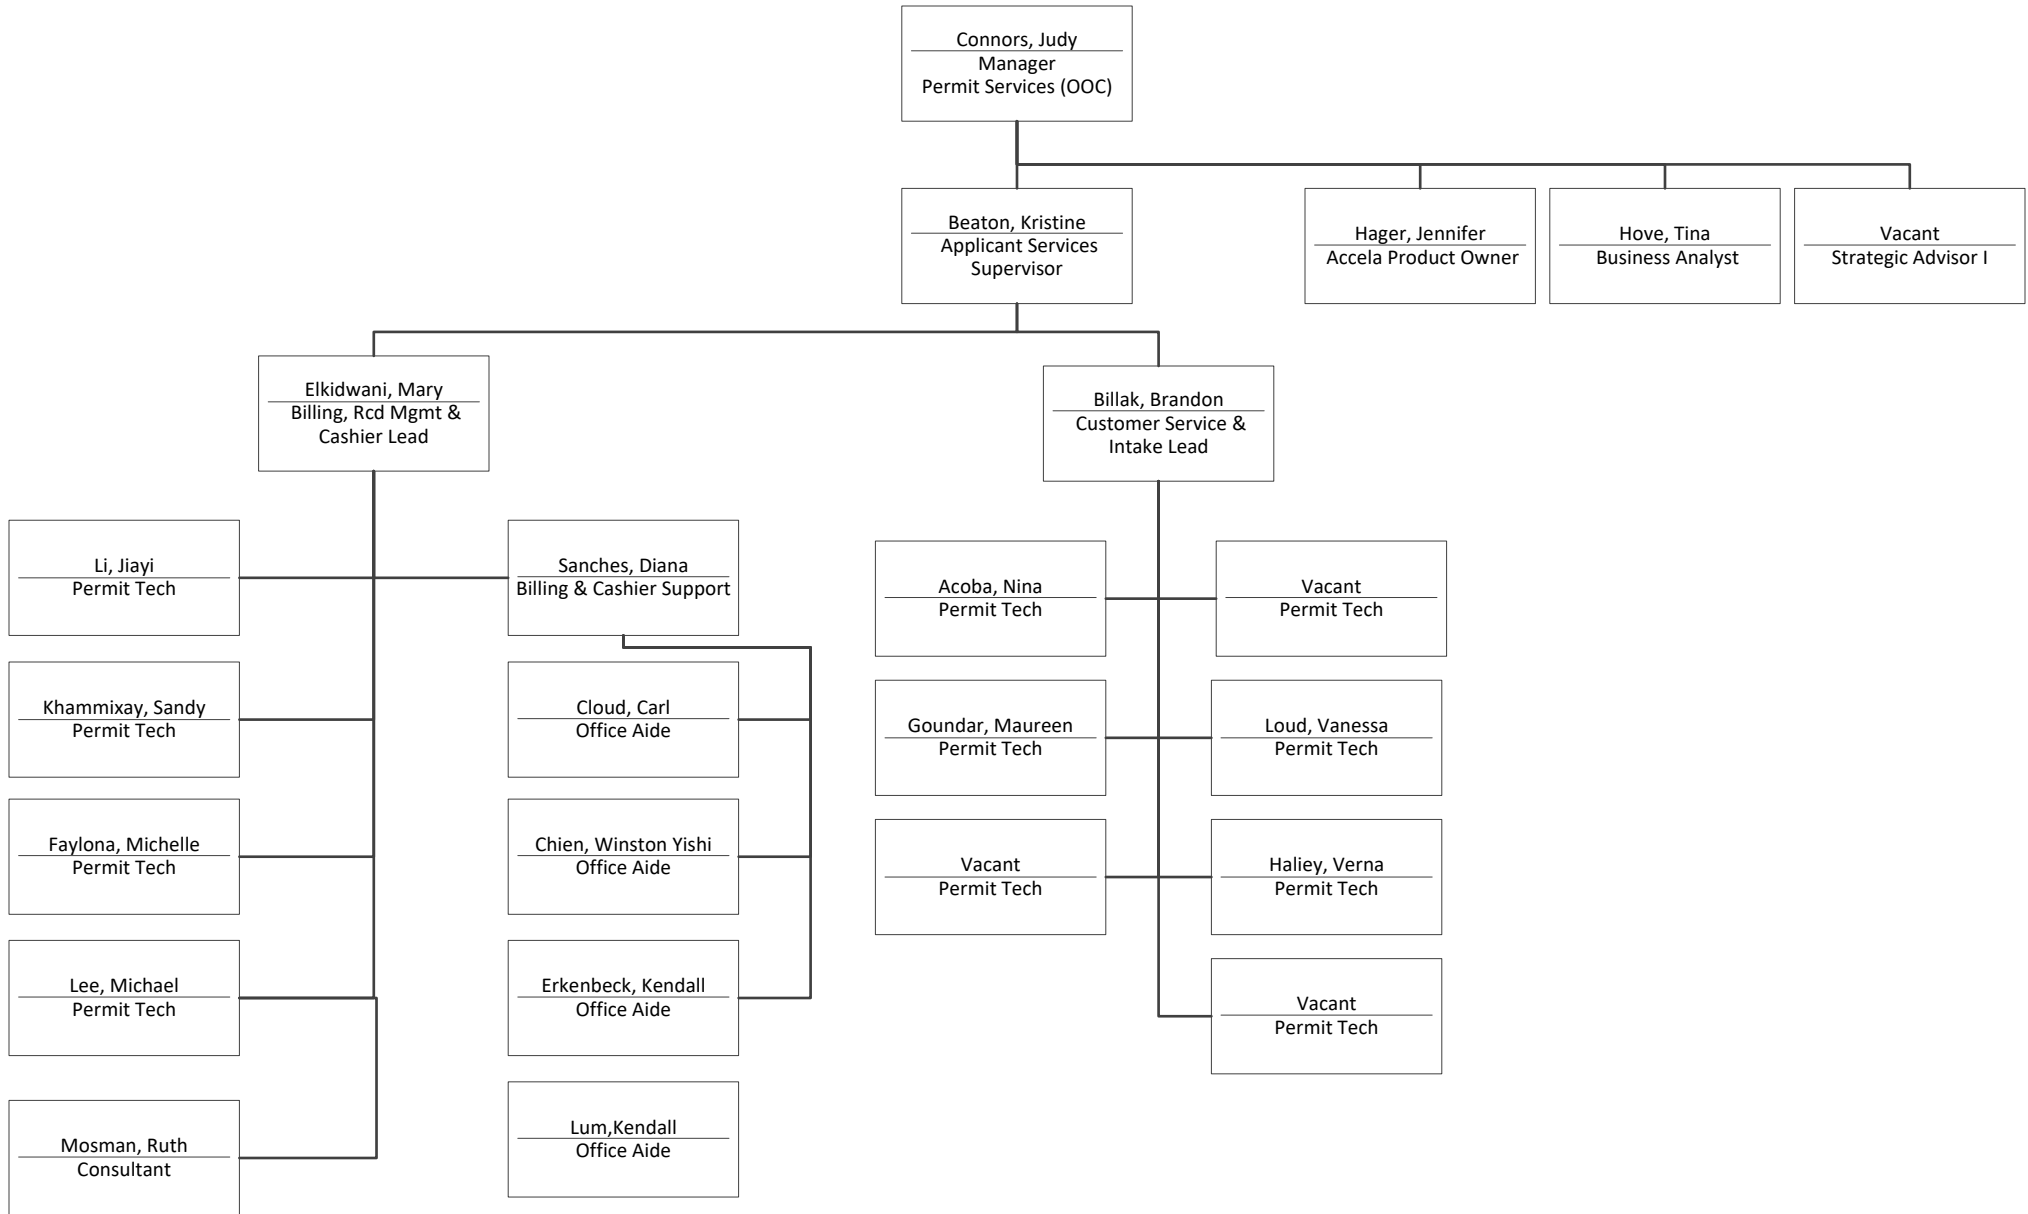 Connors, Judy
Manager
Permit Services (OOC)
Beaton, Kristine
Applicant Services
Supervisor
Hager, Jennifer
Accela Product Owner
Hove, Tina
Business Analyst
Vacant
Strategic Advisor I
Elkidwani, Mary
Billing, Rcd Mgmt &
Cashier Lead
Billak, Brandon
Customer Service &
Intake Lead
Li, Jiayi
Permit Tech
Sanches, Diana
Billing & Cashier Support
Acoba, Nina
Permit Tech
Vacant
Permit Tech
Khammixay, Sandy
Permit Tech
Cloud, Carl
Office Aide
Goundar, Maureen
Permit Tech
Loud, Vanessa
Permit Tech
Faylona, Michelle
Permit Tech
Chien, Winston Yishi
Office Aide
Vacant
Permit Tech
Haliey, Verna
Permit Tech
Lee, Michael
Permit Tech
Erkenbeck, Kendall
Office Aide
Vacant
Permit Tech
Mosman, Ruth
Consultant
Lum,Kendall
Office Aide